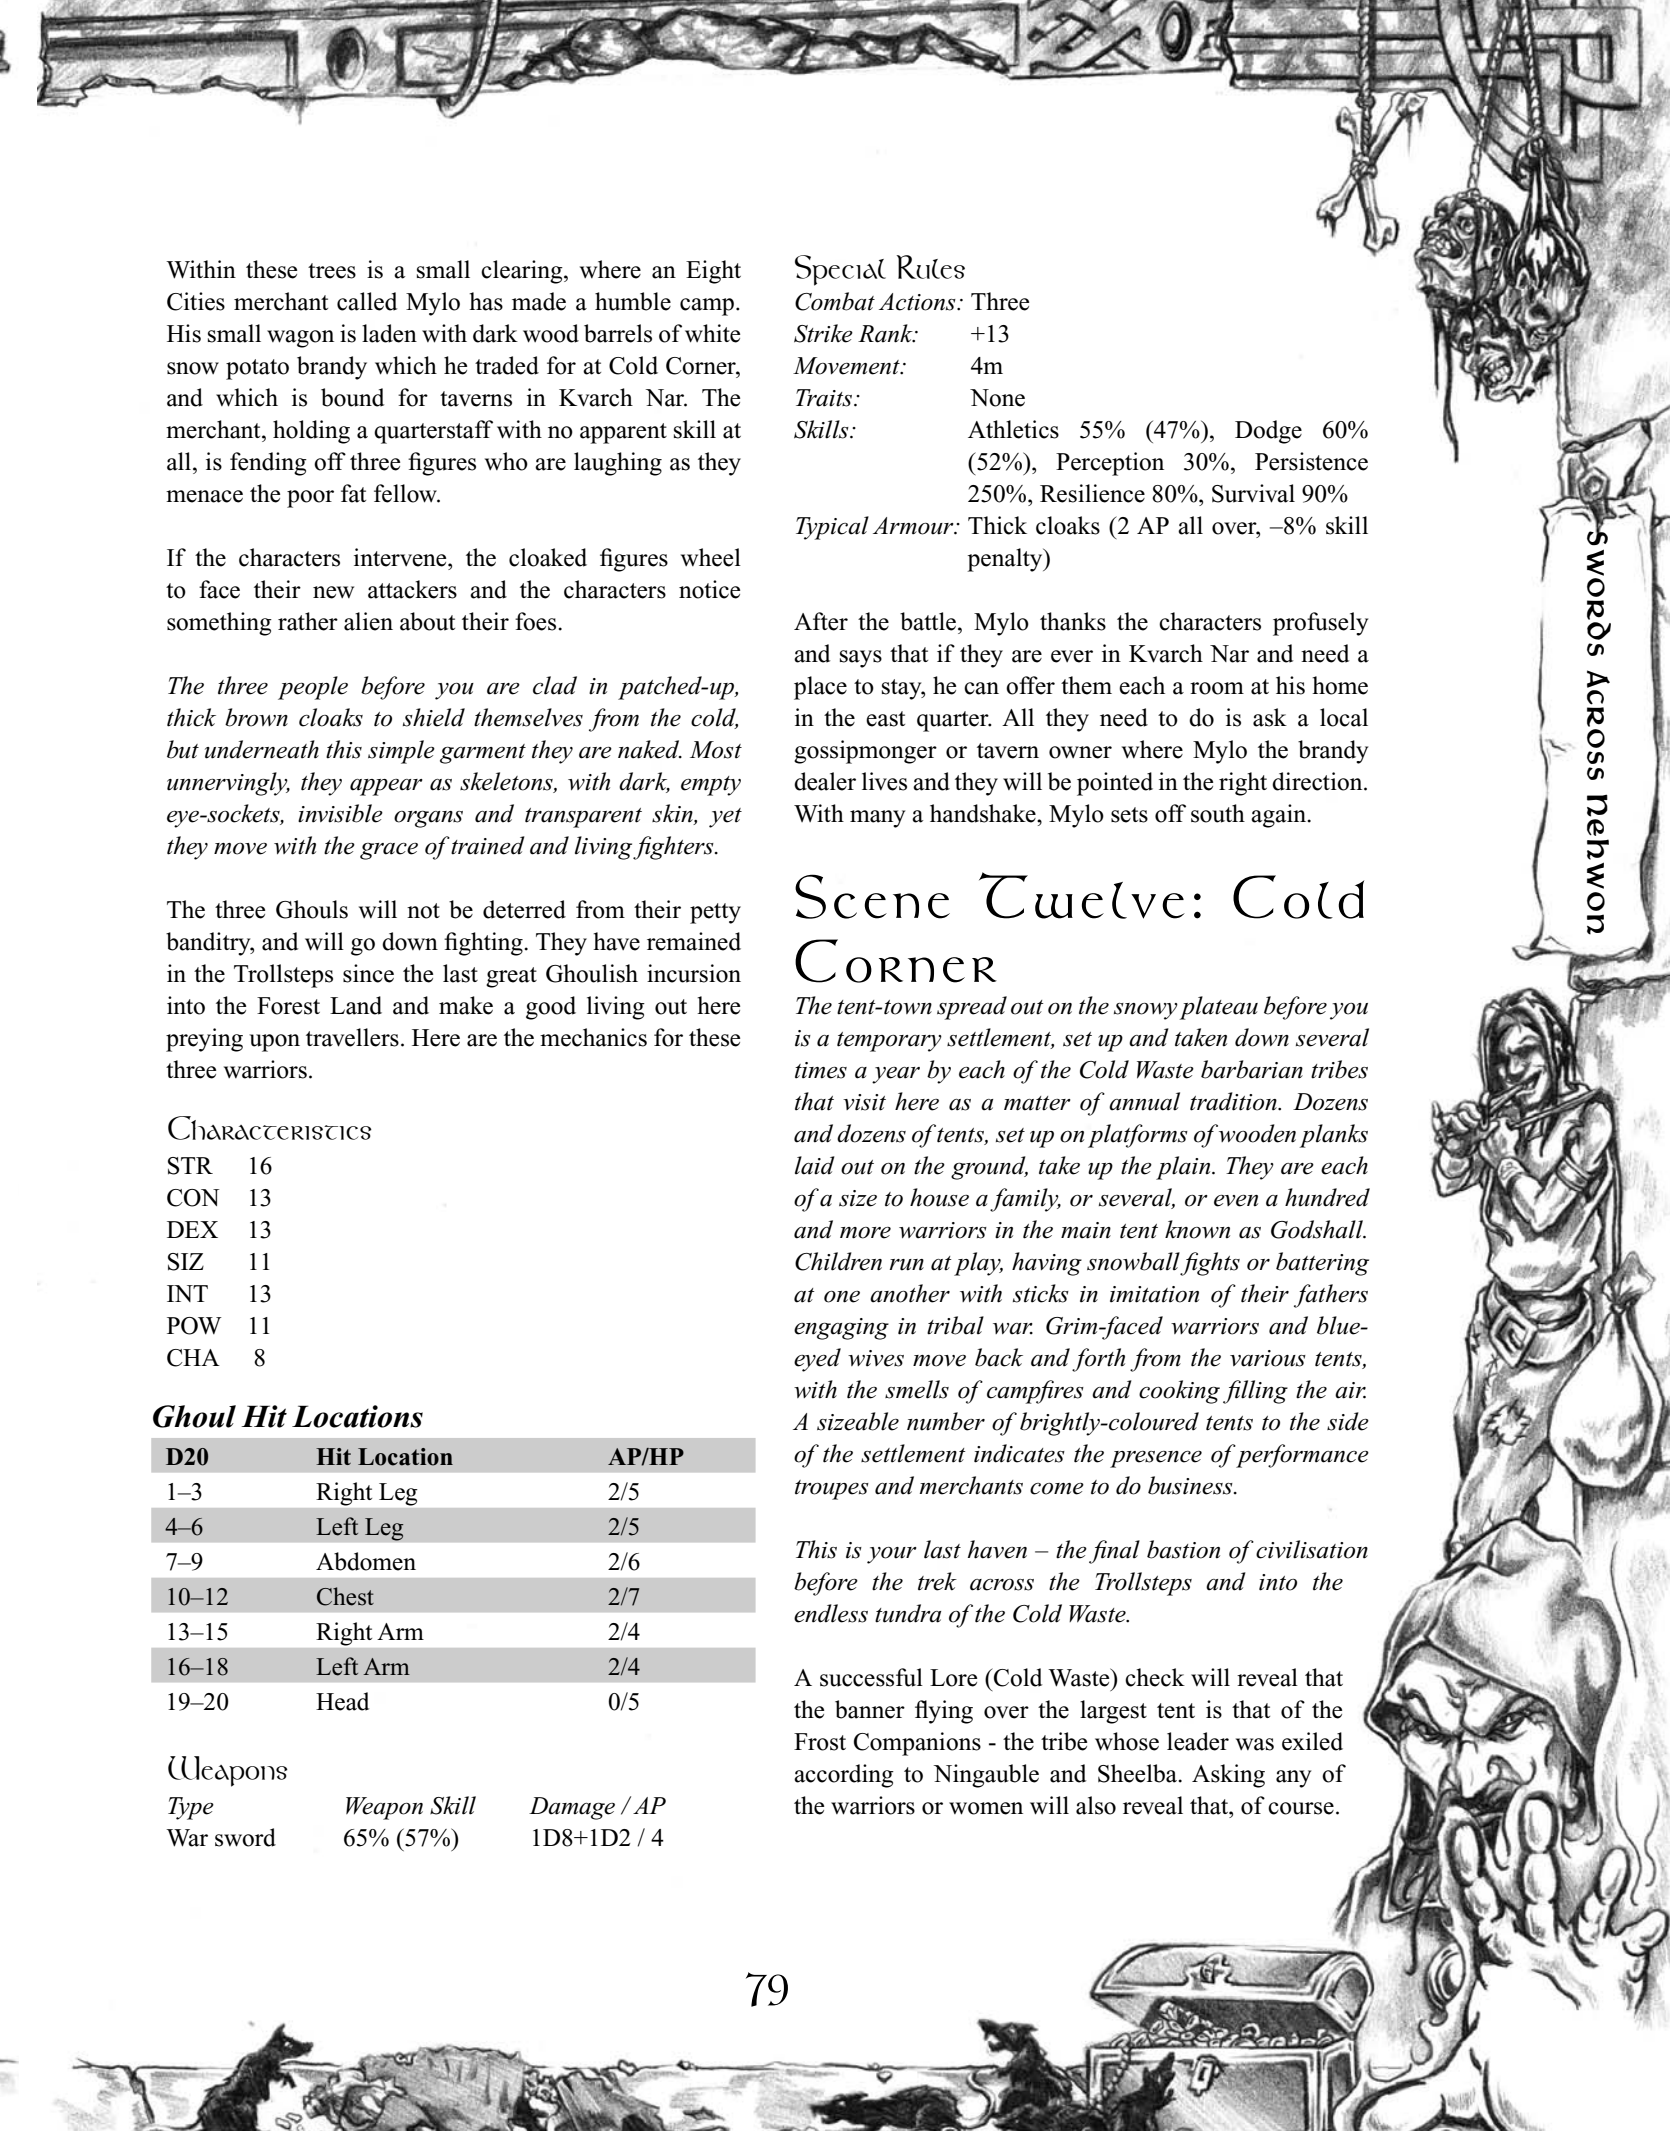 Within these trees is a small clearing, where an Eight
Cities merchant called Mylo has made a humble camp.
His small wagon is laden with dark wood barrels of white
snow potato brandy which he traded for at Cold Corner,
and which is bound for taverns in Kvarch Nar. The
merchant, holding a quarterstaff with no apparent skill at
all, is fending off three figures who are laughing as they
menace the poor fat fellow.
If the characters intervene, the cloaked figures wheel
to face their new attackers and the characters notice
something rather alien about their foes.
The three people before you are clad in patched-up,
thick brown cloaks to shield themselves from the cold,
but underneath this simple garment they are naked. Most
unnervingly, they appear as skeletons, with dark, empty
eye-sockets, invisible organs and transparent skin, yet
they move with the grace of trained and living fighters.
The three Ghouls will not be deterred from their petty
banditry, and will go down fighting. They have remained
in the Trollsteps since the last great Ghoulish incursion
into the Forest Land and make a good living out here
preying upon travellers. Here are the mechanics for these
three warriors.
Characteristics
STR 16
CON 13
DEX 13
SIZ 11
INT 13
POW 11
CHA 8
Ghoul Hit Locations
D20 Hit Location AP/HP
1–3 Right Leg 2/5
4–6 Left Leg 2/5
7–9 Abdomen 2/6
10–12 Chest 2/7
13–15 Right Arm 2/4
16–18 Left Arm 2/4
19–20 Head 0/5
Weapons
Type Weapon Skill Damage / AP
War sword 65% (57%) 1D8+1D2 / 4
Special Rules
Combat Actions: Three
Strike Rank: +13
Movement: 4m
Traits: None
Skills: Athletics 55% (47%), Dodge 60%
(52%), Perception 30%, Persistence
250%, Resilience 80%, Survival 90%
Typical Armour: Thick cloaks (2 AP all over, –8% skill
penalty)
After the battle, Mylo thanks the characters profusely
and says that if they are ever in Kvarch Nar and need a
place to stay, he can offer them each a room at his home
in the east quarter. All they need to do is ask a local
gossipmonger or tavern owner where Mylo the brandy
dealer lives and they will be pointed in the right direction.
With many a handshake, Mylo sets off south again.
Scene Twelve: Cold
Corner
The tent-town spread out on the snowy plateau before you
is a temporary settlement, set up and taken down several
times a year by each of the Cold Waste barbarian tribes
that visit here as a matter of annual tradition. Dozens
and dozens of tents, set up on platforms of wooden planks
laid out on the ground, take up the plain. They are each
of a size to house a family, or several, or even a hundred
and more warriors in the main tent known as Godshall.
Children run at play, having snowball fights or battering
at one another with sticks in imitation of their fathers
engaging in tribal war. Grim-faced warriors and blue-
eyed wives move back and forth from the various tents,
with the smells of campfires and cooking filling the air.
A sizeable number of brightly-coloured tents to the side
of the settlement indicates the presence of performance
troupes and merchants come to do business.
This is your last haven – the final bastion of civilisation
before the trek across the Trollsteps and into the
endless tundra of the Cold Waste.
A successful Lore (Cold Waste) check will reveal that
the banner flying over the largest tent is that of the
Frost Companions - the tribe whose leader was exiled
according to Ningauble and Sheelba. Asking any of
the warriors or women will also reveal that, of course.
Swords Across Nehwon
79